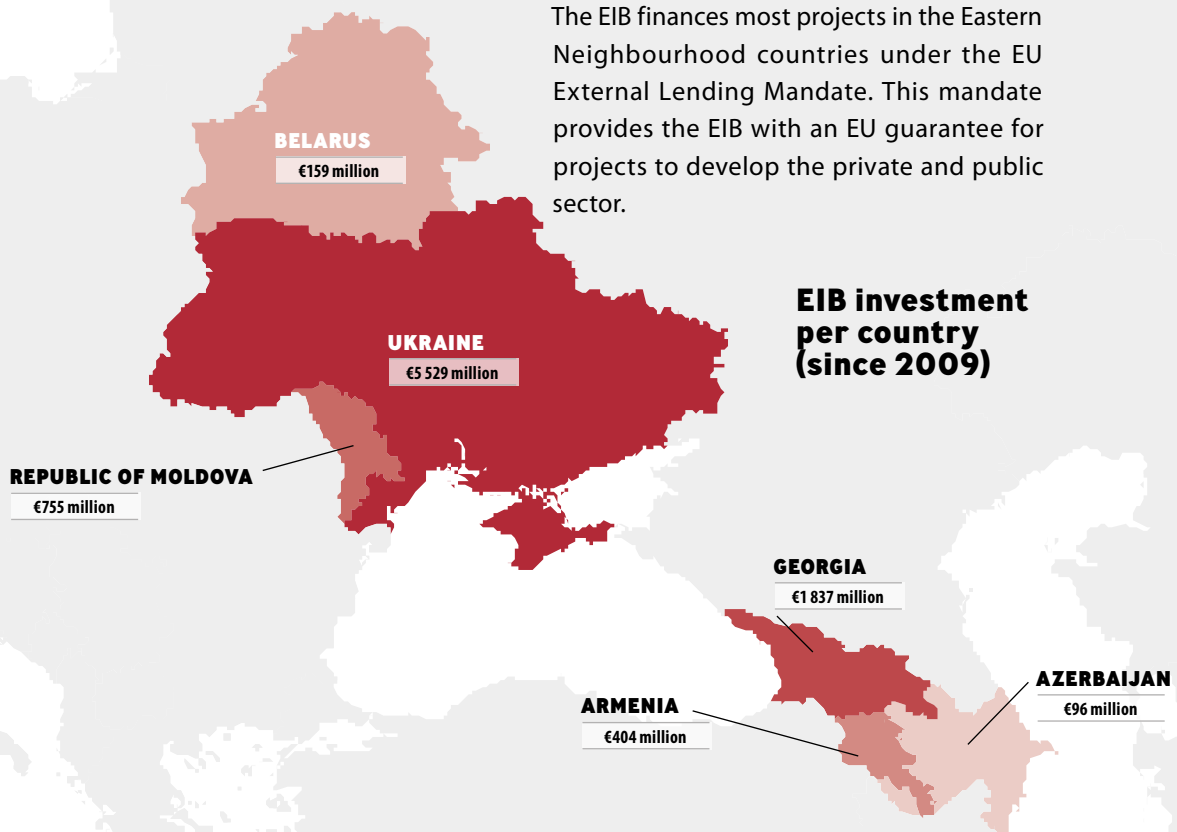 The EIB finances most projects in the Eastern
Neighbourhood countries under the EU
External Lending Mandate. This mandate
provides the EIB with an EU guarantee for
projects to develop the private and public
sector.
BELARUS
€159 million
EIB investment
per country
(since 2009)
UKRAINE
€5 529 million
REPUBLIC OF MOLDOVA
€755 million
GEORGIA
€1 837 million
ARMENIA
€404 million
AZERBAIJAN
€96 million